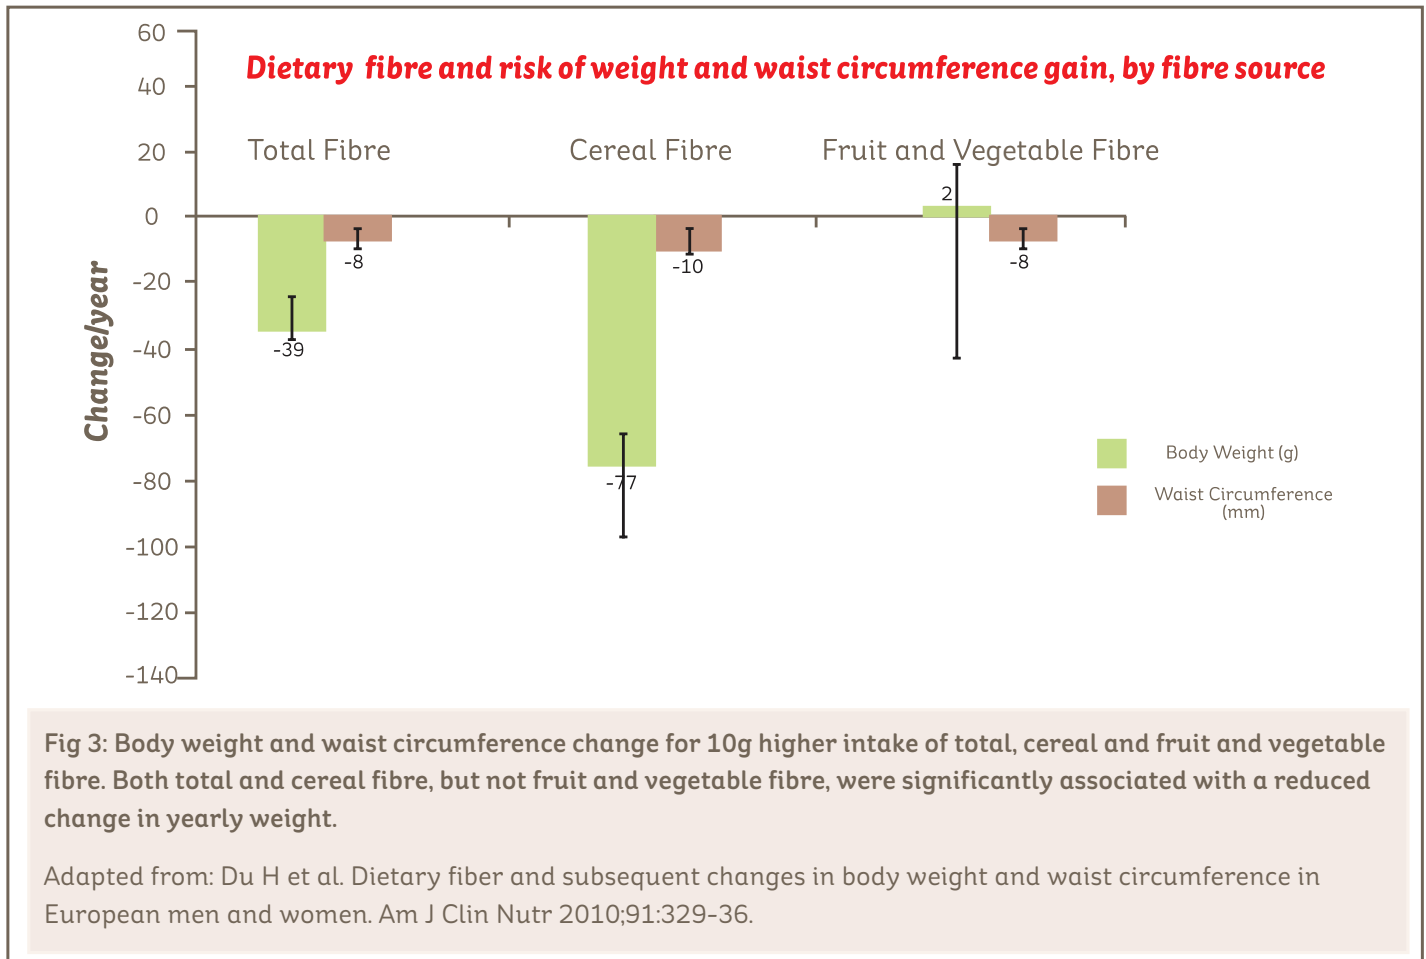 Dietary fibre and risk of weight and waist circumference gain, by fibre source
60
40
20
0
-20
-40
-60
-80
-100
-120
-140
Change/year
Total Fibre
Cereal Fibre
Fruit and Vegetable Fibre
-39
-8
-77
-10
2
-8
Body Weight (g)
Waist Circumference
(mm)
Fig 3: Body weight and waist circumference change for 10g higher intake of total, cereal and fruit and vegetable
fibre. Both total and cereal fibre, but not fruit and vegetable fibre, were significantly associated with a reduced
change in yearly weight.
Adapted from: Du H et al. Dietary fiber and subsequent changes in body weight and waist circumference in
European men and women. Am J Clin Nutr 2010;91:329-36.